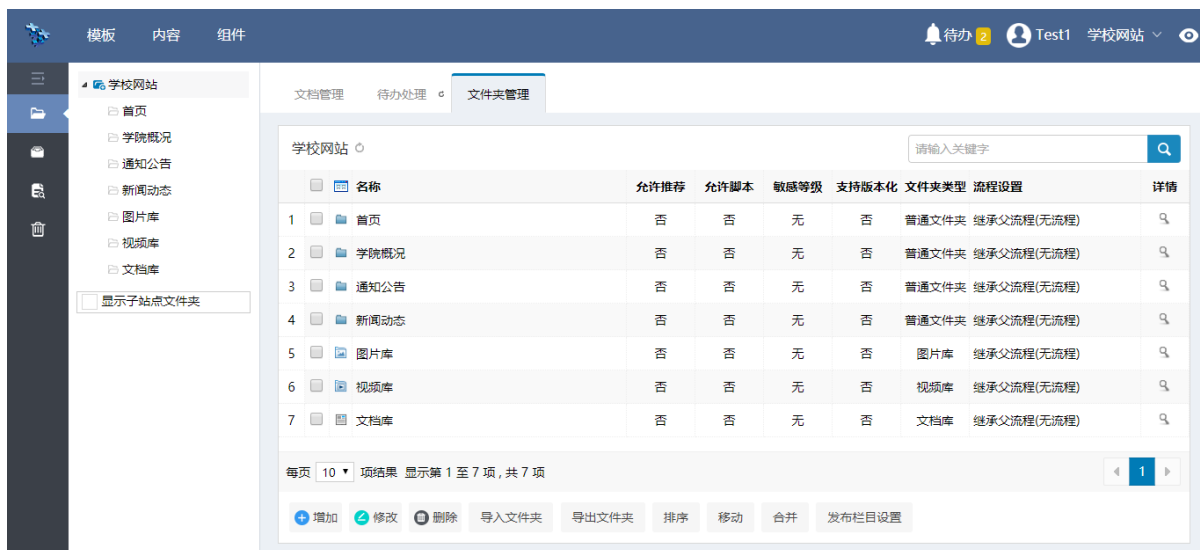 模板 内容 组件 待办 2 Test1 学校网站
学校网站
首页
学院概况
通知公告
新闻动态
图片库
视频库
文档库
显示子站点文件夹
文档管理 待办处理 文件夹管理
学校网站 请输入关键字
名称 允许推荐 允许脚本 敏感等级 支持版本化 文件夹类型 流程设置 详情
1 首页 否 否 无 否 普通文件夹 继承父流程(无流程)
2 学院概况 否 否 无 否 普通文件夹 继承父流程(无流程)
3 通知公告 否 否 无 否 普通文件夹 继承父流程(无流程)
4 新闻动态 否 否 无 否 普通文件夹 继承父流程(无流程)
5 图片库 否 否 无 否 图片库 继承父流程(无流程)
6 视频库 否 否 无 否 视频库 继承父流程(无流程)
7 文档库 否 否 无 否 文档库 继承父流程(无流程)
每页 10 项结果 显示第 1 至 7 项 , 共 7 项 1
增加 修改 删除 导入文件夹 导出文件夹 排序 移动 合并 发布栏目设置